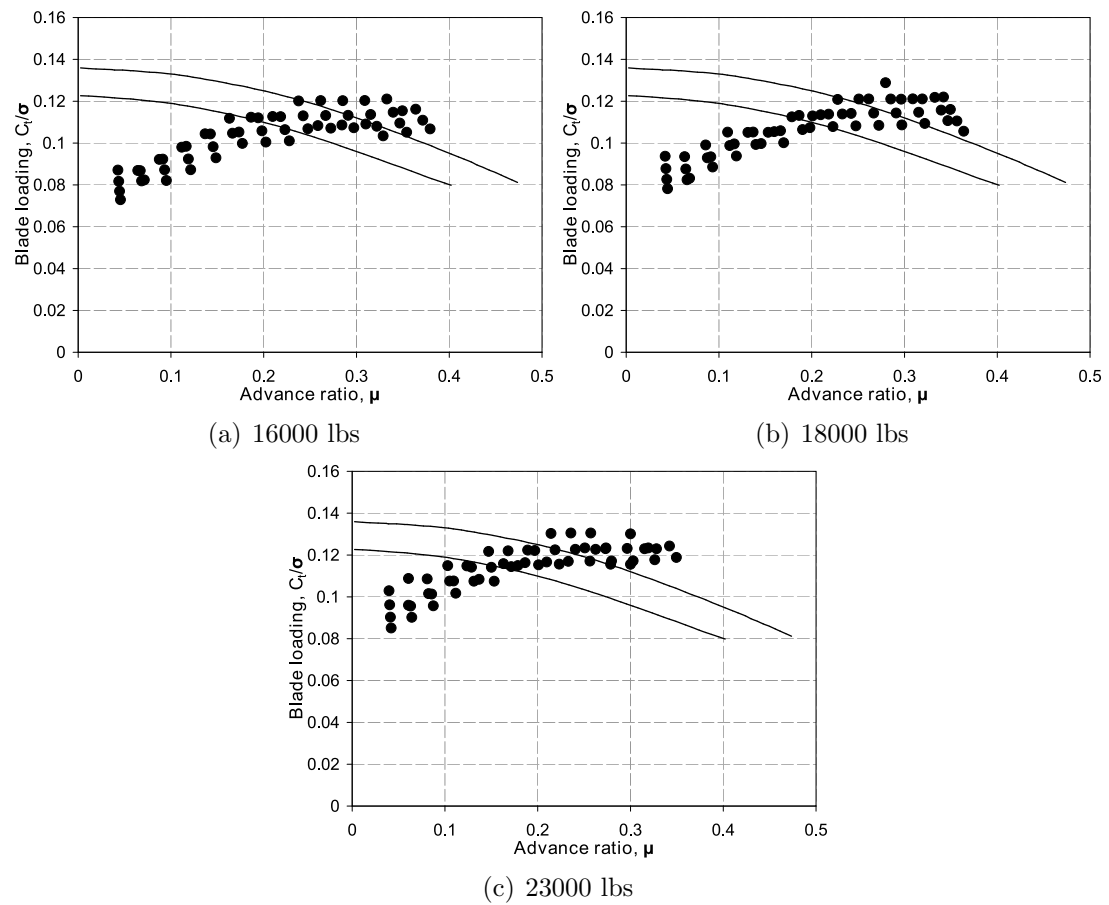 0.16
0.14
0.12
0.1
0.08
0.06
0.04
0.02
0
Blade loading, Cₜ/σ
0 0.1 0.2 0.3 0.4 0.5
Advance ratio, μ
(a) 16000 lbs
0.16
0.14
0.12
0.1
0.08
0.06
0.04
0.02
0
Blade loading, Cₜ/σ
0 0.1 0.2 0.3 0.4 0.5
Advance ratio, μ
(b) 18000 lbs
0.16
0.14
0.12
0.1
0.08
0.06
0.04
0.02
0
Blade loading, Cₜ/σ
0 0.1 0.2 0.3 0.4 0.5
Advance ratio, μ
(c) 23000 lbs